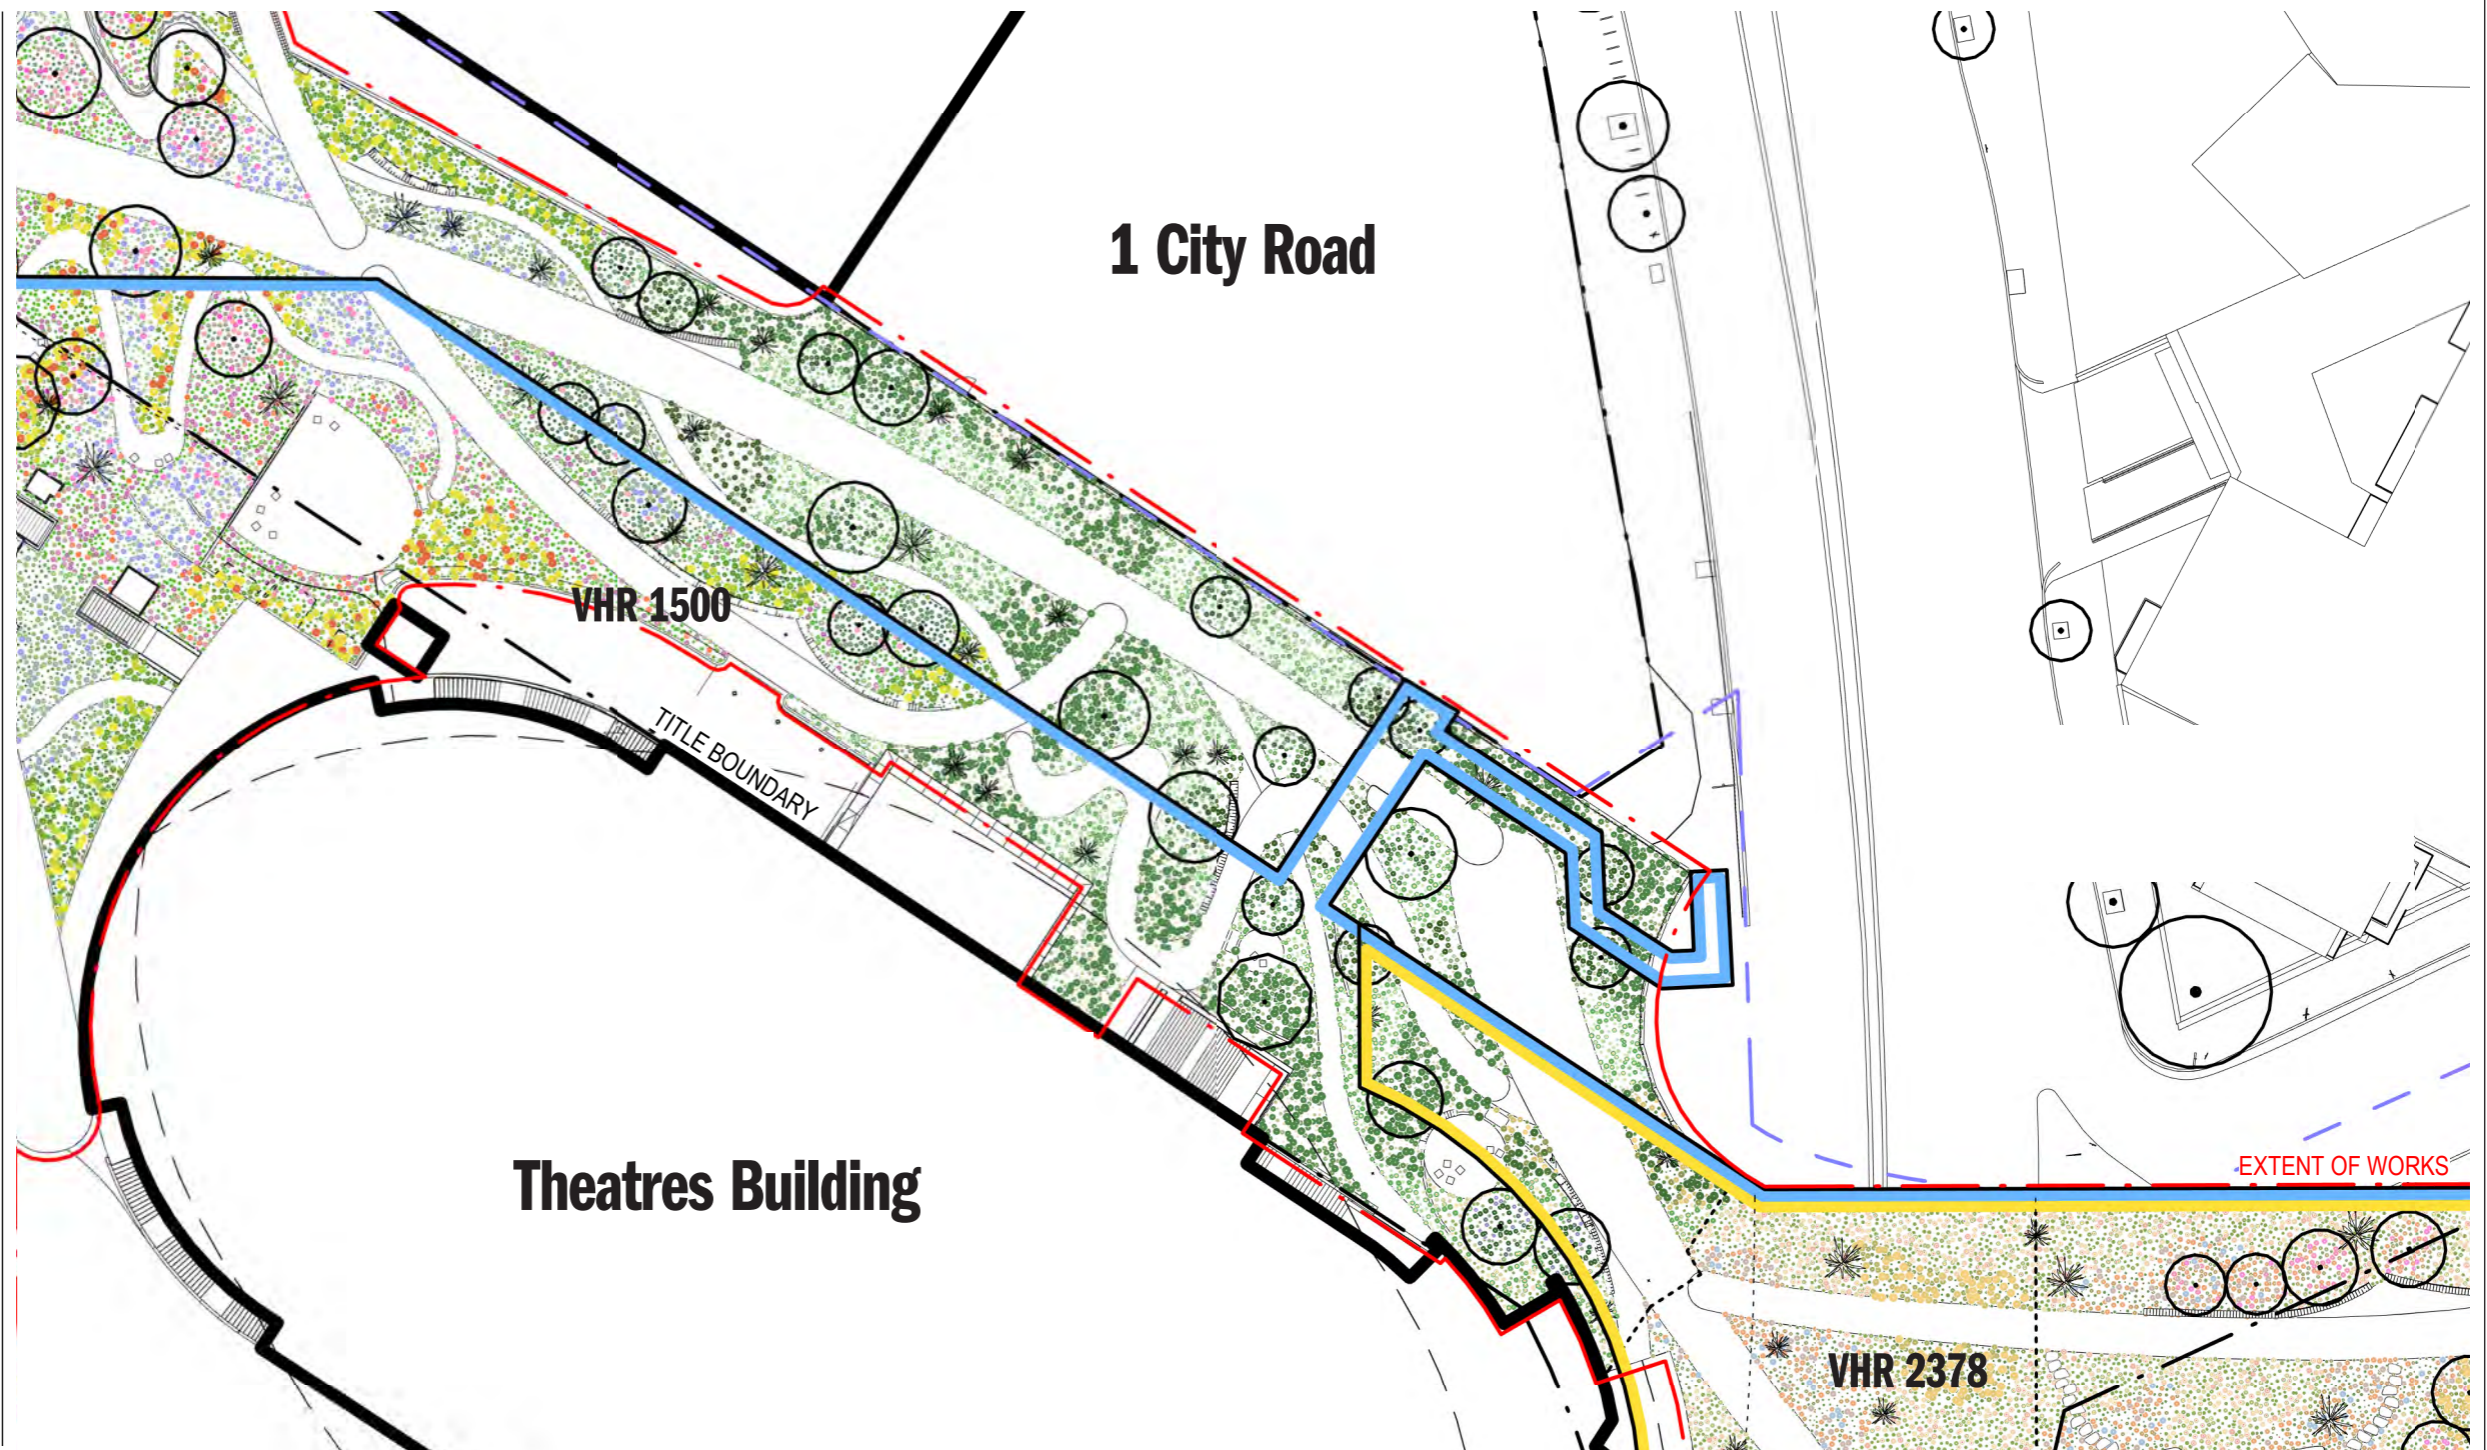 1 City Road
VHR 1500
TITLE BOUNDARY
EXTENT OF WORKS
Theatres Building
VHR 2378